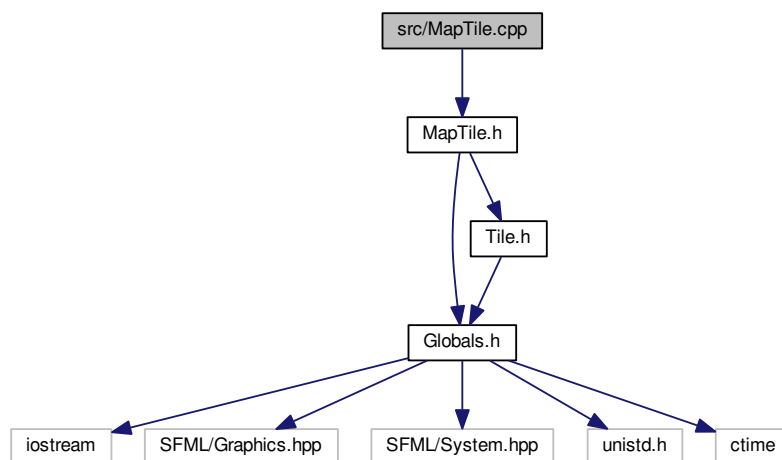 src/MapTile.cpp
MapTile.h
Tile.h
Globals.h
iostream
SFML/Graphics.hpp
SFML/System.hpp
unistd.h
ctime